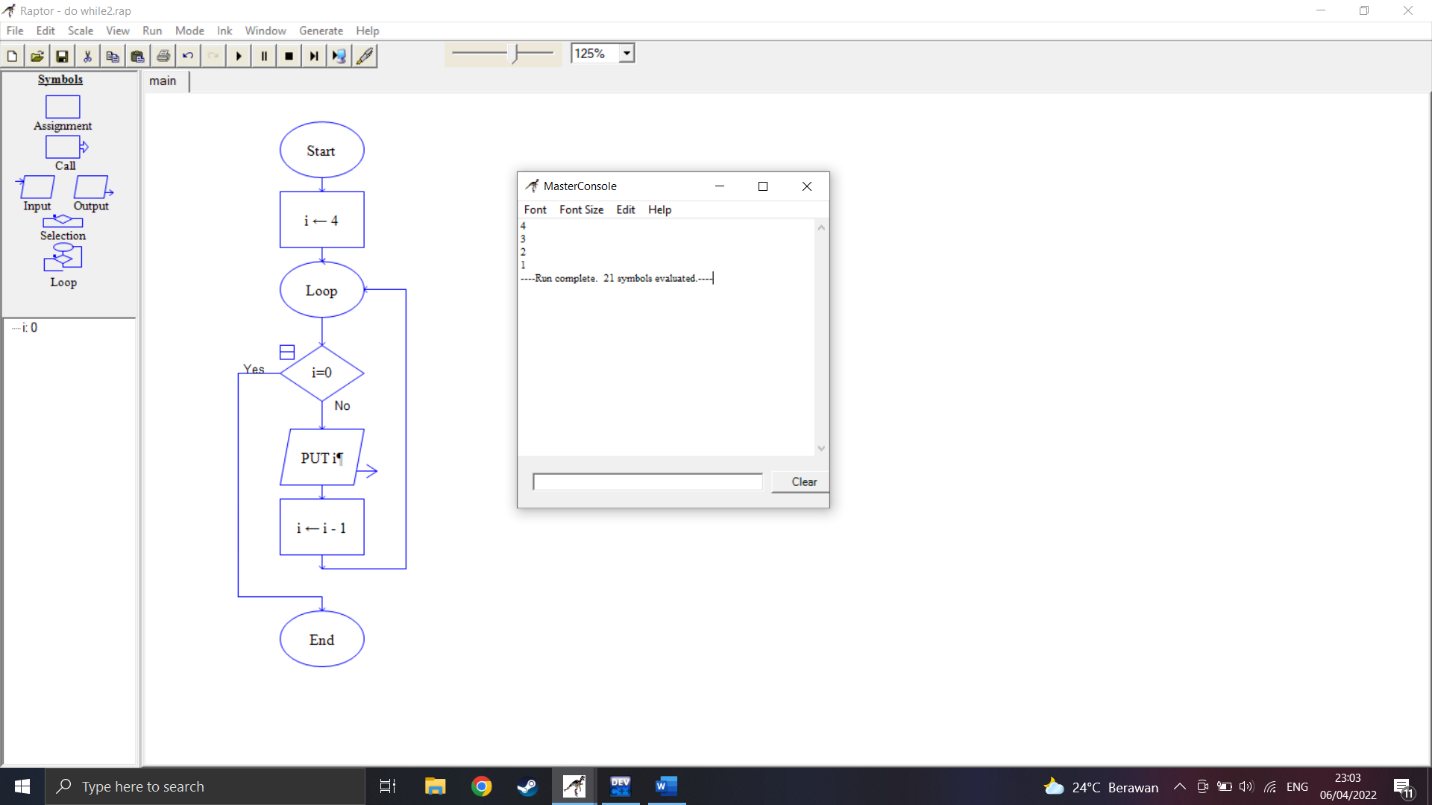 Raptor - do while2.rap
File Edit Scale View Run Mode Ink Window Generate Help
125%
Symbols
Assignment
Call
Input Output
Selection
Loop
i: 0
main
Start
i ← 4
Loop
i=0
Yes
No
PUT i¶
i ← i - 1
End
MasterConsole
Font Font Size Edit Help
4
3
2
1
----Run complete.  21 symbols evaluated.----
Clear
Type here to search
DEV
W
24°C Berawan
ENG
23:03
06/04/2022
11